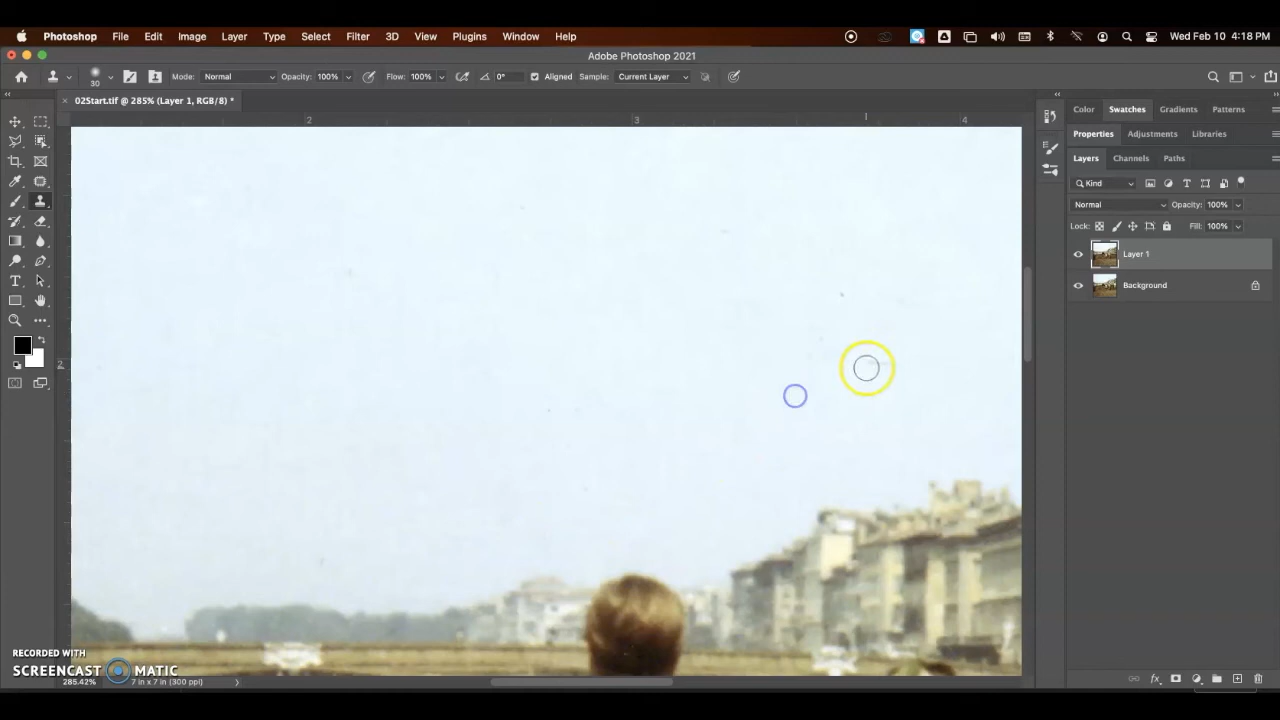 Photoshop File Edit Image Layer Type Select Filter 3D View Plugins Window Help Wed Feb 10 4:18 PM
Adobe Photoshop 2021
30 Mode: Normal Opacity: 100% Flow: 100% 0° Aligned Sample: Current Layer
× 02Start.tif @ 285% (Layer 1, RGB/8) *
Color Swatches Gradients Patterns
2 3 4
Properties Adjustments Libraries
Layers Channels Paths
Kind
Normal Opacity: 100%
Lock: Fill: 100%
Layer 1
Background
2
RECORDED WITH
SCREENCAST MATIC
285.42% 7 in x 7 in (300 ppi)